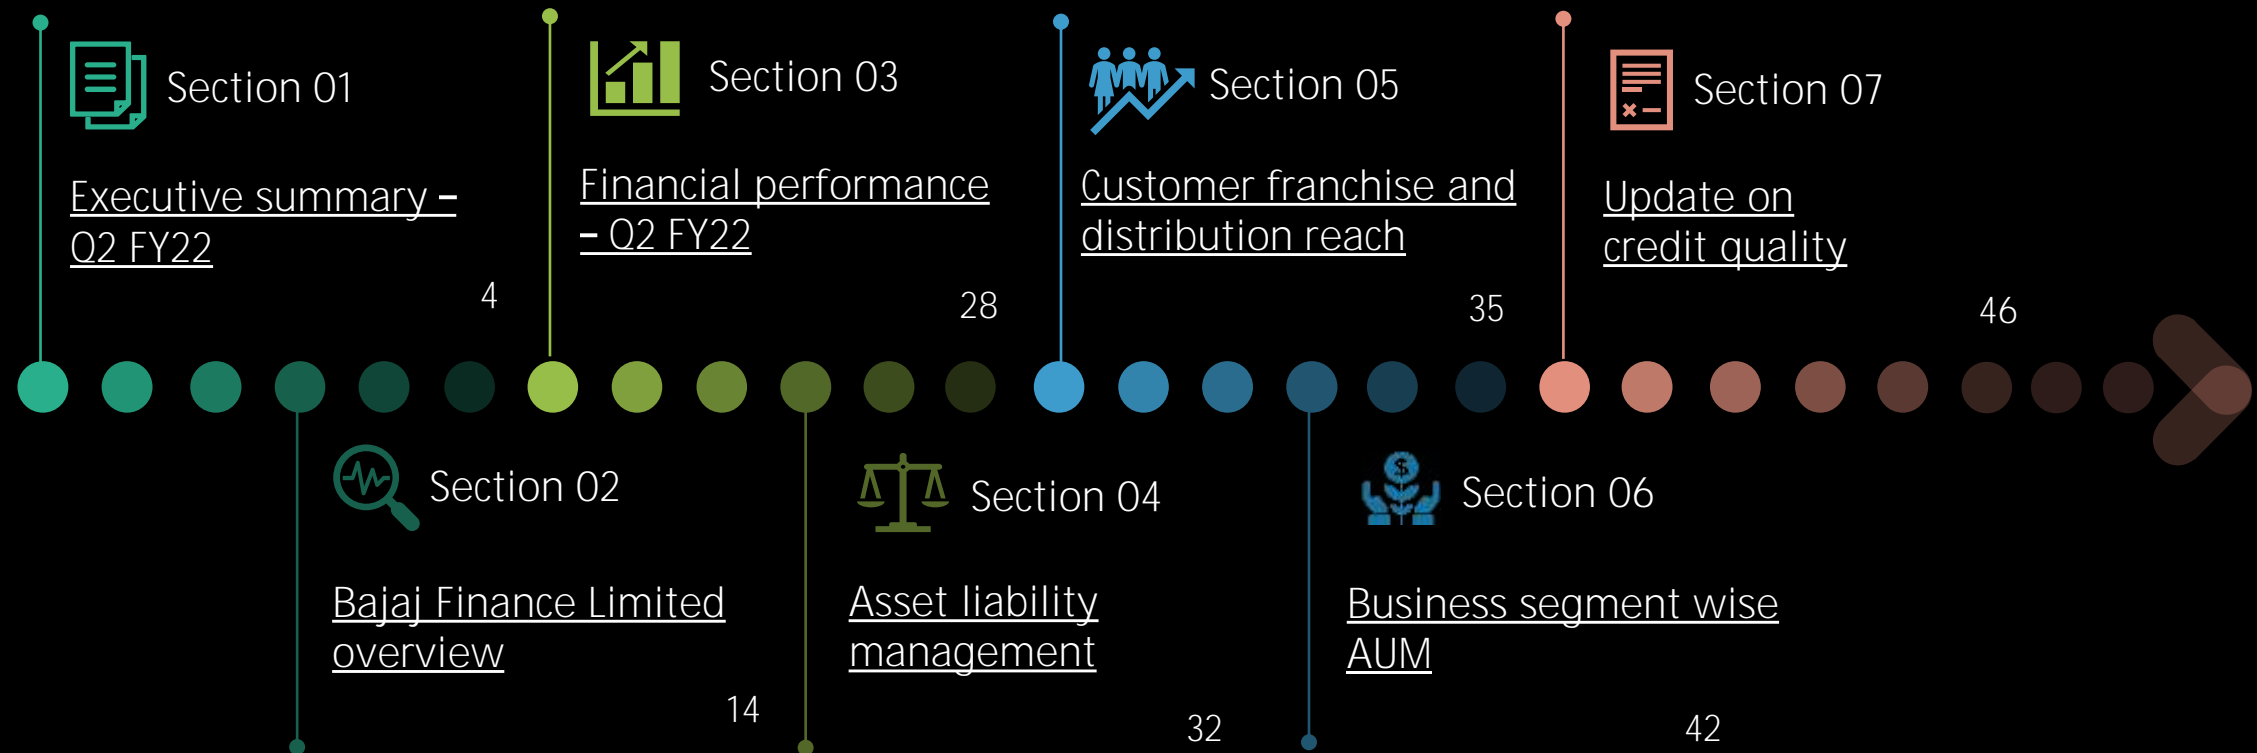 Section 01
Executive summary –
Q2 FY22
4
Section 02
Bajaj Finance Limited
overview
14
Section 03
Financial performance
– Q2 FY22
28
Section 04
Asset liability
management
32
Section 05
Customer franchise and
distribution reach
35
Section 06
Business segment wise
AUM
42
Section 07
Update on
credit quality
46